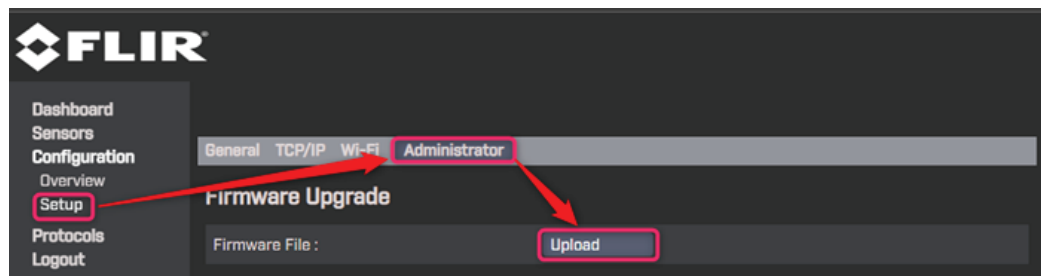 FLIR
Dashboard
Sensors
Configuration
Overview
Setup
Protocols
Logout
General TCP/IP Wi-Fi Administrator
Firmware Upgrade
Firmware File : Upload